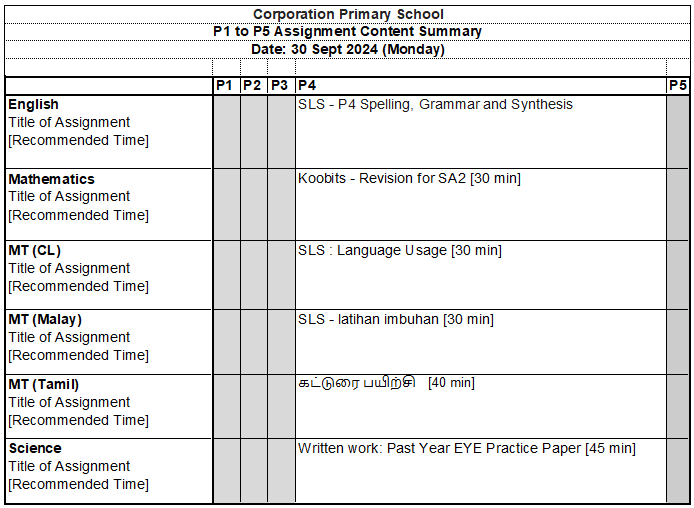 Corporation Primary School
P1 to P5 Assignment Content Summary
Date: 30 Sept 2024 (Monday)
P1 P2 P3 P4 P5
English SLS - P4 Spelling, Grammar and Synthesis
Title of Assignment
[Recommended Time]
Mathematics Koobits - Revision for SA2 [30 min]
Title of Assignment
[Recommended Time]
MT (CL) SLS : Language Usage [30 min]
Title of Assignment
[Recommended Time]
MT (Malay) SLS - latihan imbuhan [30 min]
Title of Assignment
[Recommended Time]
MT (Tamil) கட்டுரை பயிற்சி [40 min]
Title of Assignment
[Recommended Time]
Science Written work: Past Year EYE Practice Paper [45 min]
Title of Assignment
[Recommended Time]